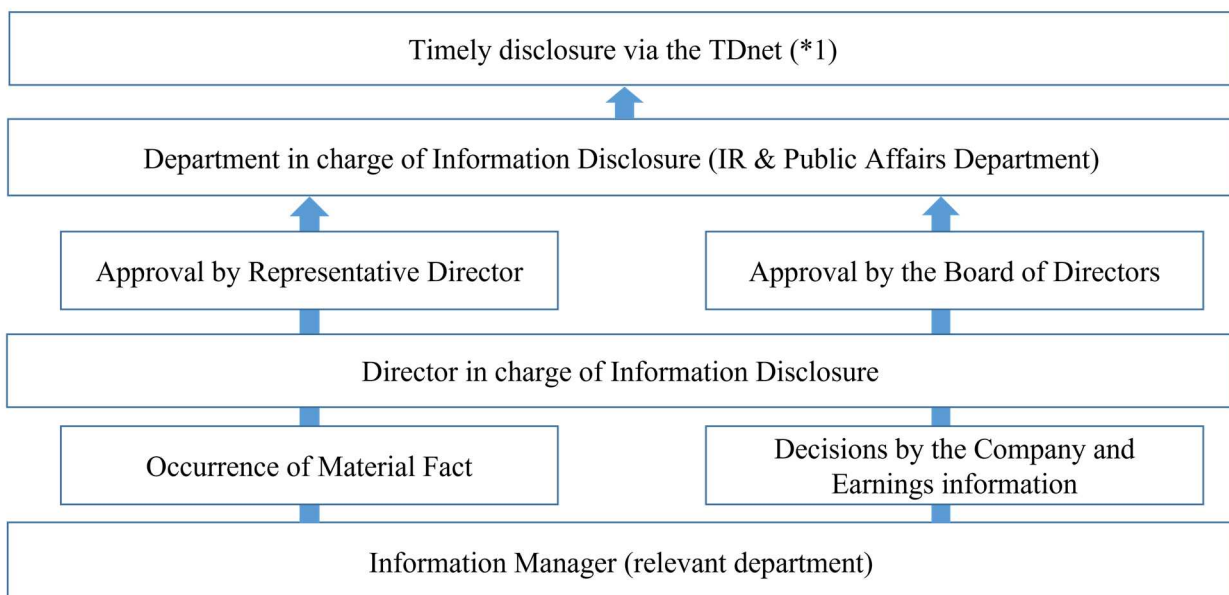 Timely disclosure via the TDnet (*1)
Department in charge of Information Disclosure (IR & Public Affairs Department)
Approval by Representative Director
Approval by the Board of Directors
Director in charge of Information Disclosure
Occurrence of Material Fact
Decisions by the Company and
Earnings information
Information Manager (relevant department)